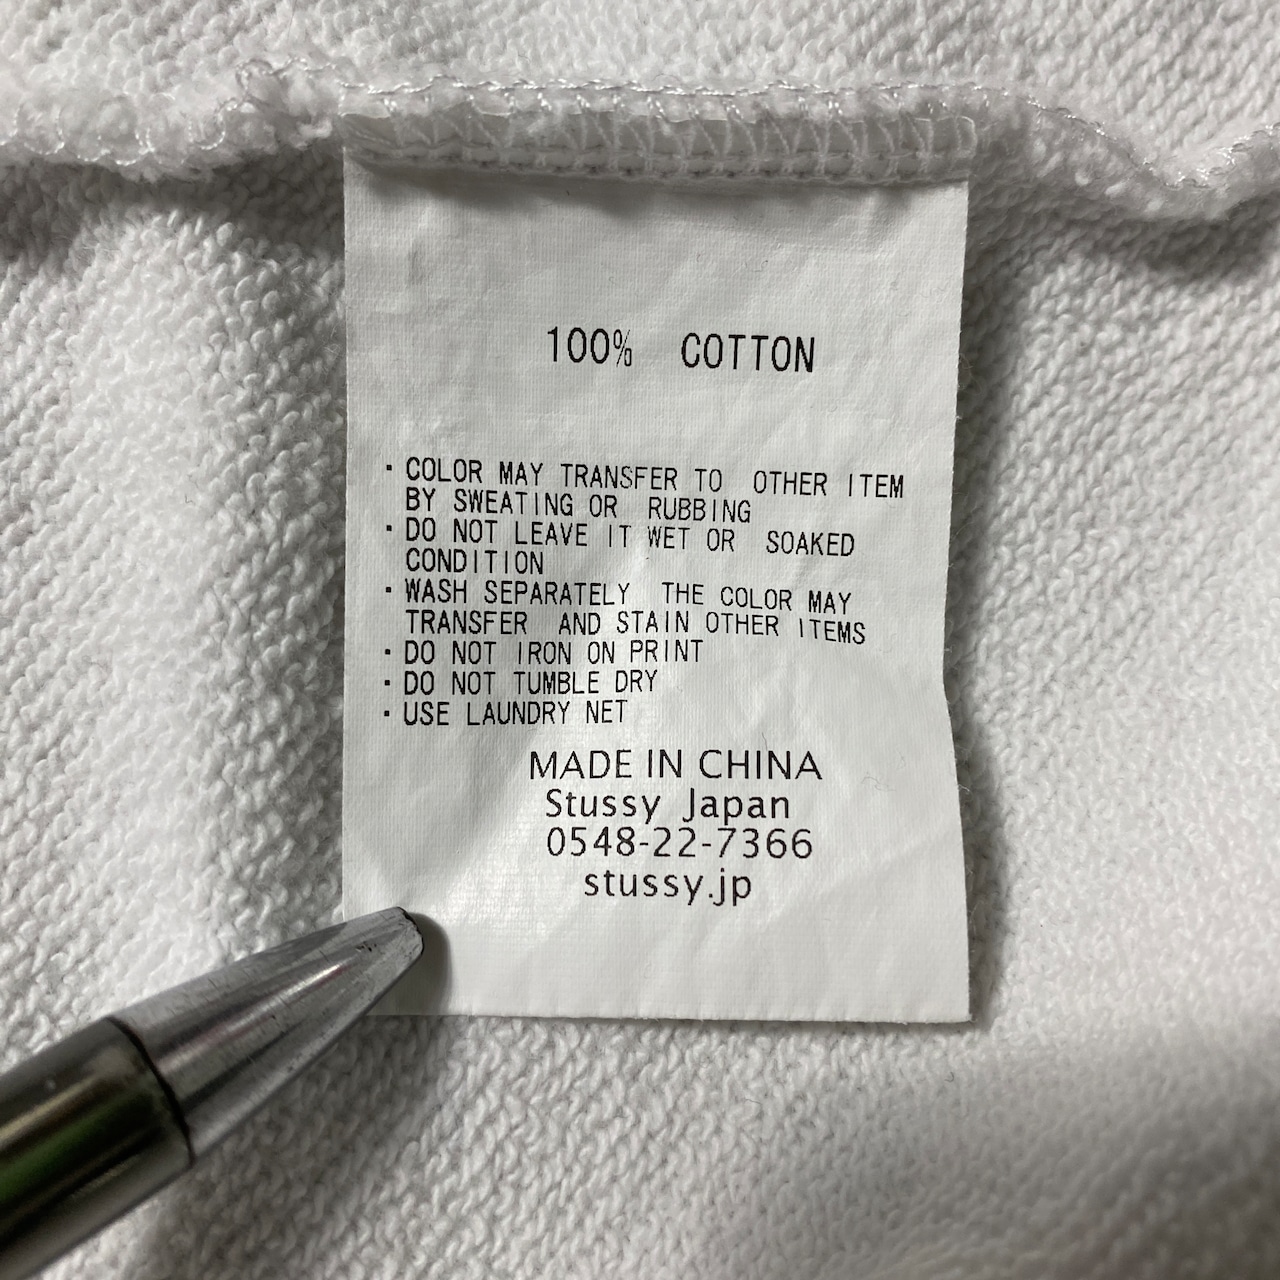 100% COTTON
・COLOR MAY TRANSFER TO OTHER ITEM
BY SWEATING OR RUBBING
・DO NOT LEAVE IT WET OR SOAKED
CONDITION
・WASH SEPARATELY THE COLOR MAY
TRANSFER AND STAIN OTHER ITEMS
・DO NOT IRON ON PRINT
・DO NOT TUMBLE DRY
・USE LAUNDRY NET
MADE IN CHINA
Stussy Japan
0548-22-7366
stussy.jp